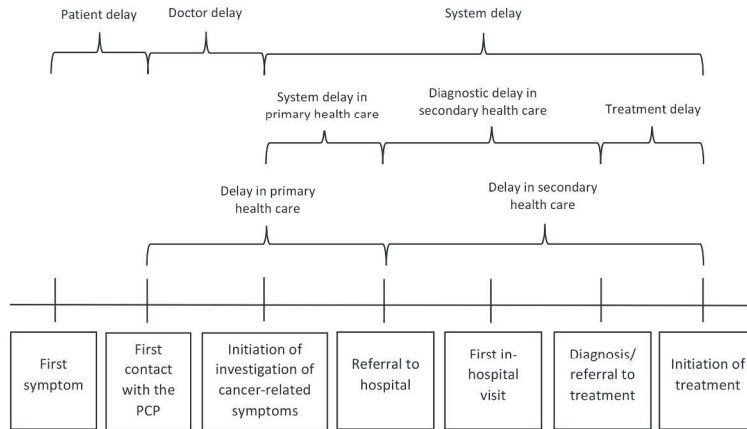 Patient delay
Doctor delay
System delay
System delay in
primary health care
Diagnostic delay in
secondary health care
Treatment delay
Delay in primary
health care
Delay in secondary
health care
First
symptom
First
contact
with the
PCP
Initiation of
investigation of
cancer-related
symptoms
Referral to
hospital
First in-
hospital
visit
Diagnosis/
referral to
treatment
Initiation of
treatment